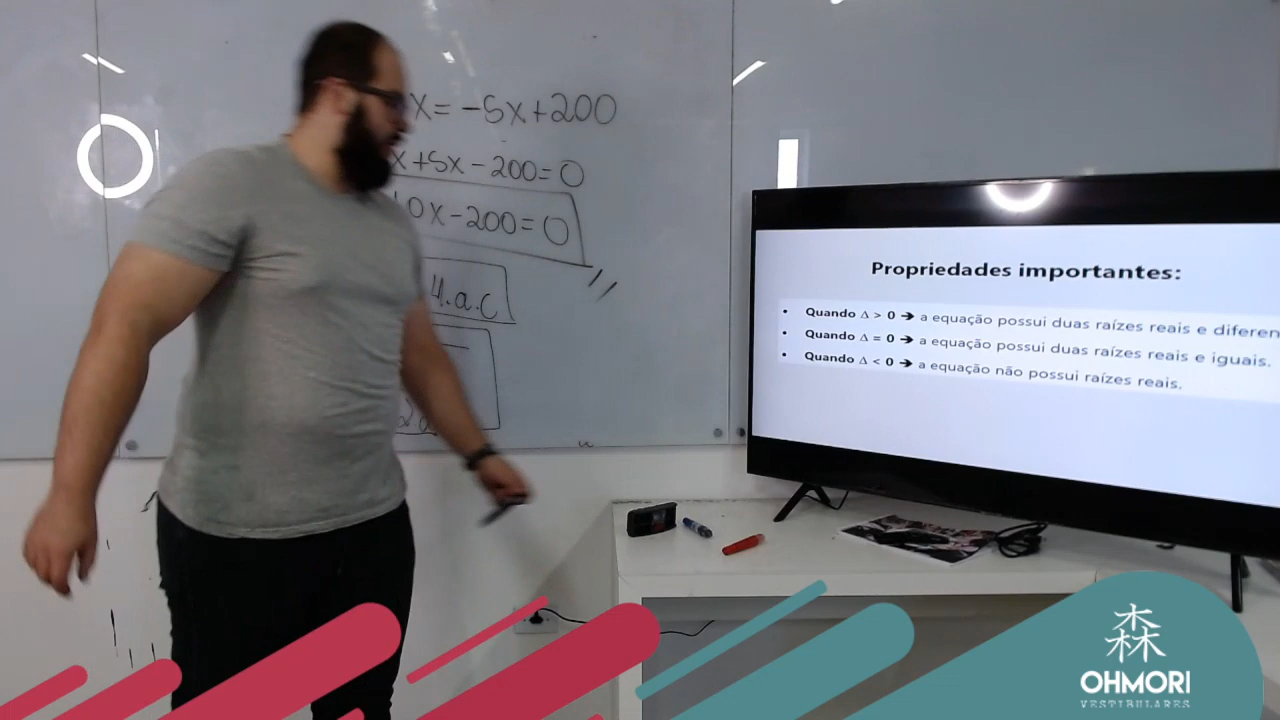 x = -5x+200
x+5x-200=0
10x-200=0
4.a.c
Propriedades importantes:
• Quando Δ > 0 ➔ a equação possui duas raízes reais e diferen
• Quando Δ = 0 ➔ a equação possui duas raízes reais e iguais.
• Quando Δ < 0 ➔ a equação não possui raízes reais.
森
OHMORI
VESTIBULARES